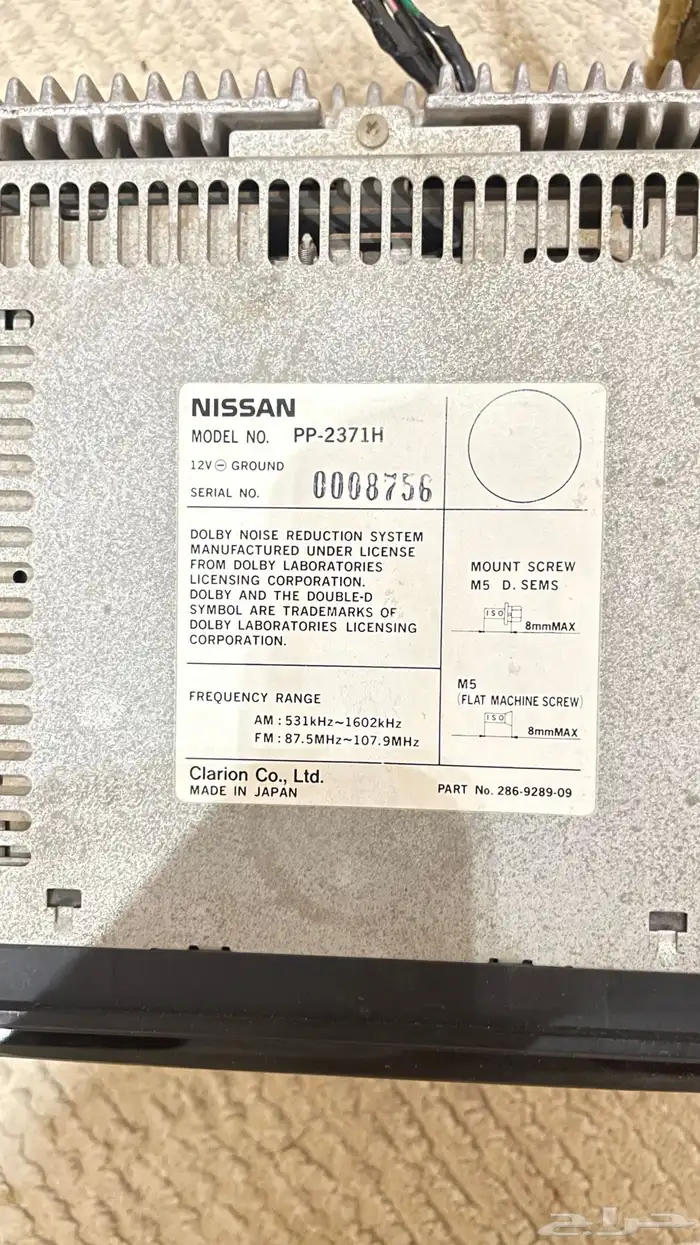 NISSAN
MODEL NO. PP-2371H
12V⊖ GROUND
SERIAL NO. 0008756
DOLBY NOISE REDUCTION SYSTEM
MANUFACTURED UNDER LICENSE
FROM DOLBY LABORATORIES
LICENSING CORPORATION.
DOLBY AND THE DOUBLE-D
SYMBOL ARE TRADEMARKS OF
DOLBY LABORATORIES LICENSING
CORPORATION.
MOUNT SCREW
M5 D. SEMS
ISO
8mmMAX
M5
(FLAT MACHINE SCREW)
ISO
8mmMAX
FREQUENCY RANGE
AM : 531kHz~1602kHz
FM : 87.5MHz~107.9MHz
Clarion Co., Ltd.
MADE IN JAPAN
PART No. 286-9289-09
حراج